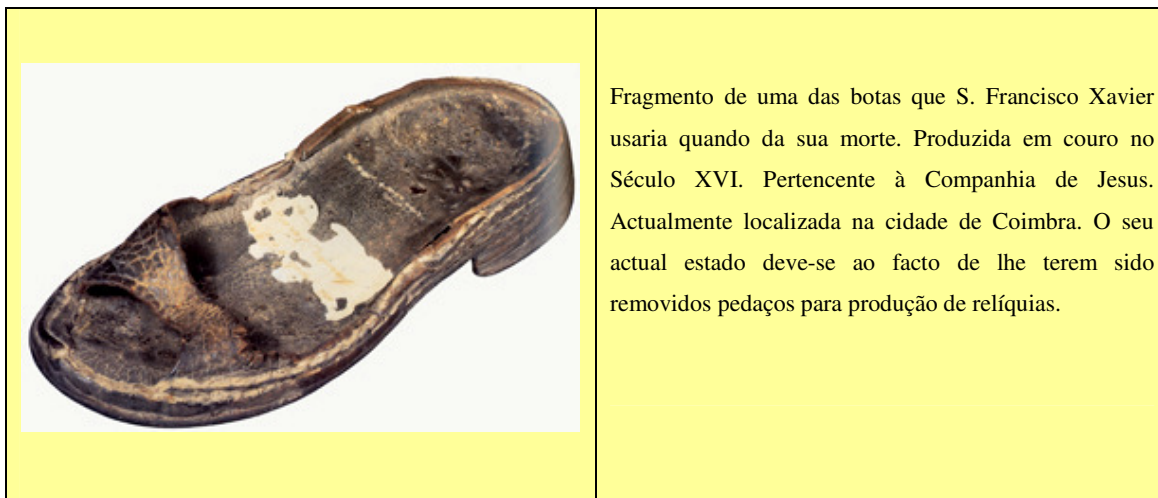 Fragmento de uma das botas que S. Francisco Xavier
usaria quando da sua morte. Produzida em couro no
Século XVI. Pertencente à Companhia de Jesus.
Actualmente localizada na cidade de Coimbra. O seu
actual estado deve-se ao facto de lhe terem sido
removidos pedaços para produção de relíquias.